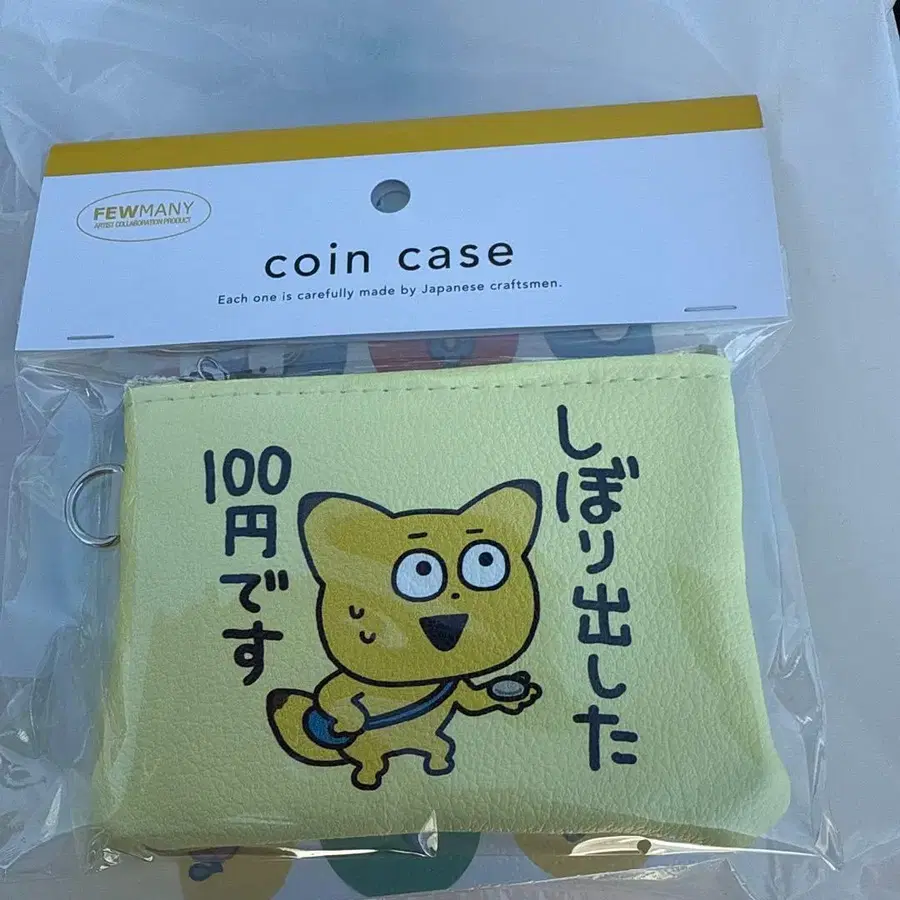 FEWMANY
ARTIST COLLABORATION PRODUCT
coin case
Each one is carefully made by Japanese craftsmen.
しぼり出した
100円です